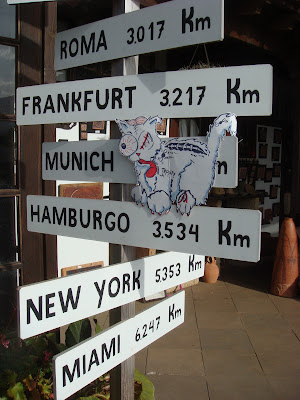 ROMA 3.017 Km
FRANKFURT 3.217 Km
MUNICH
HAMBURGO 3.534 Km
NEW YORK 5.353 Km
MIAMI 6.247 Km